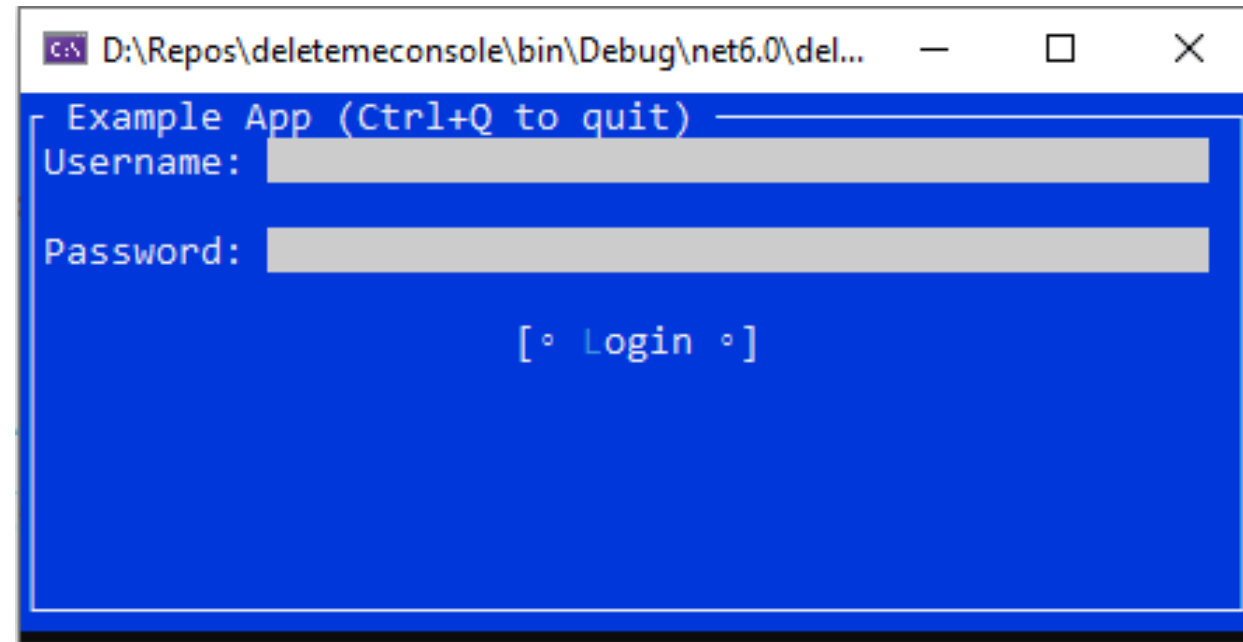 D:\Repos\deletemeconsole\bin\Debug\net6.0\del...
Example App (Ctrl+Q to quit)
Username:
Password:
[◦ Login ◦]